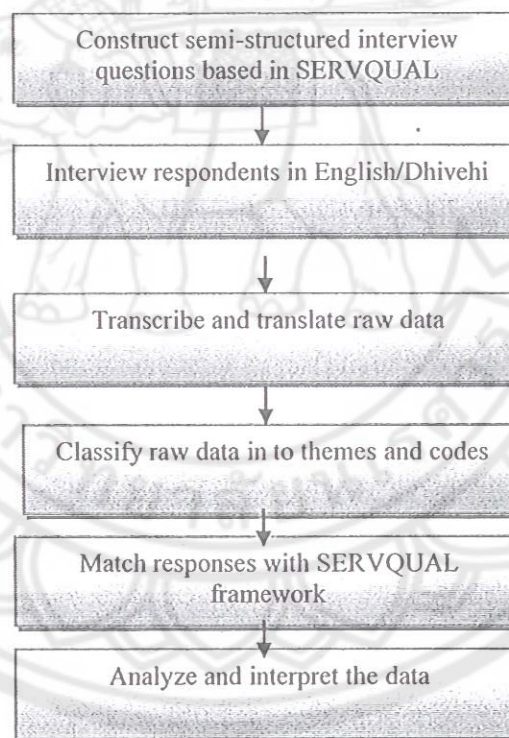 Construct semi-structured interview
questions based in SERVQUAL
Interview respondents in English/Dhivehi
Transcribe and translate raw data
Classify raw data in to themes and codes
Match responses with SERVQUAL
framework
Analyze and interpret the data